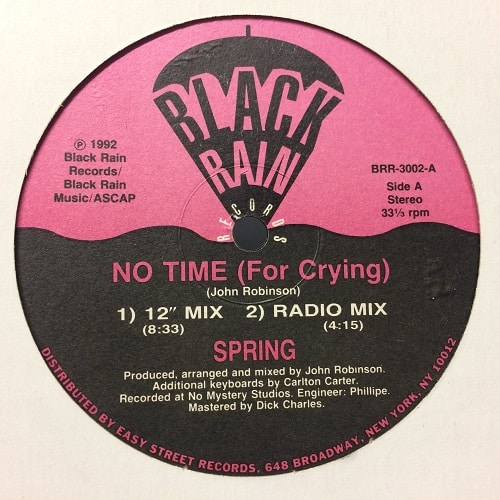 BLACK
RAIN
RECORDS
℗ 1992
Black Rain
Records/
Black Rain
Music/ASCAP
BRR-3002-A
Side A
Stereo
33⅓ rpm
NO TIME (For Crying)
(John Robinson)
1) 12" MIX 2) RADIO MIX
(8:33) (4:15)
SPRING
Produced, arranged and mixed by John Robinson.
Additional keyboards by Carlton Carter.
Recorded at No Mystery Studios. Engineer: Phillipe.
Mastered by Dick Charles.
DISTRIBUTED BY EASY STREET RECORDS, 648 BROADWAY, NEW YORK, NY 10012